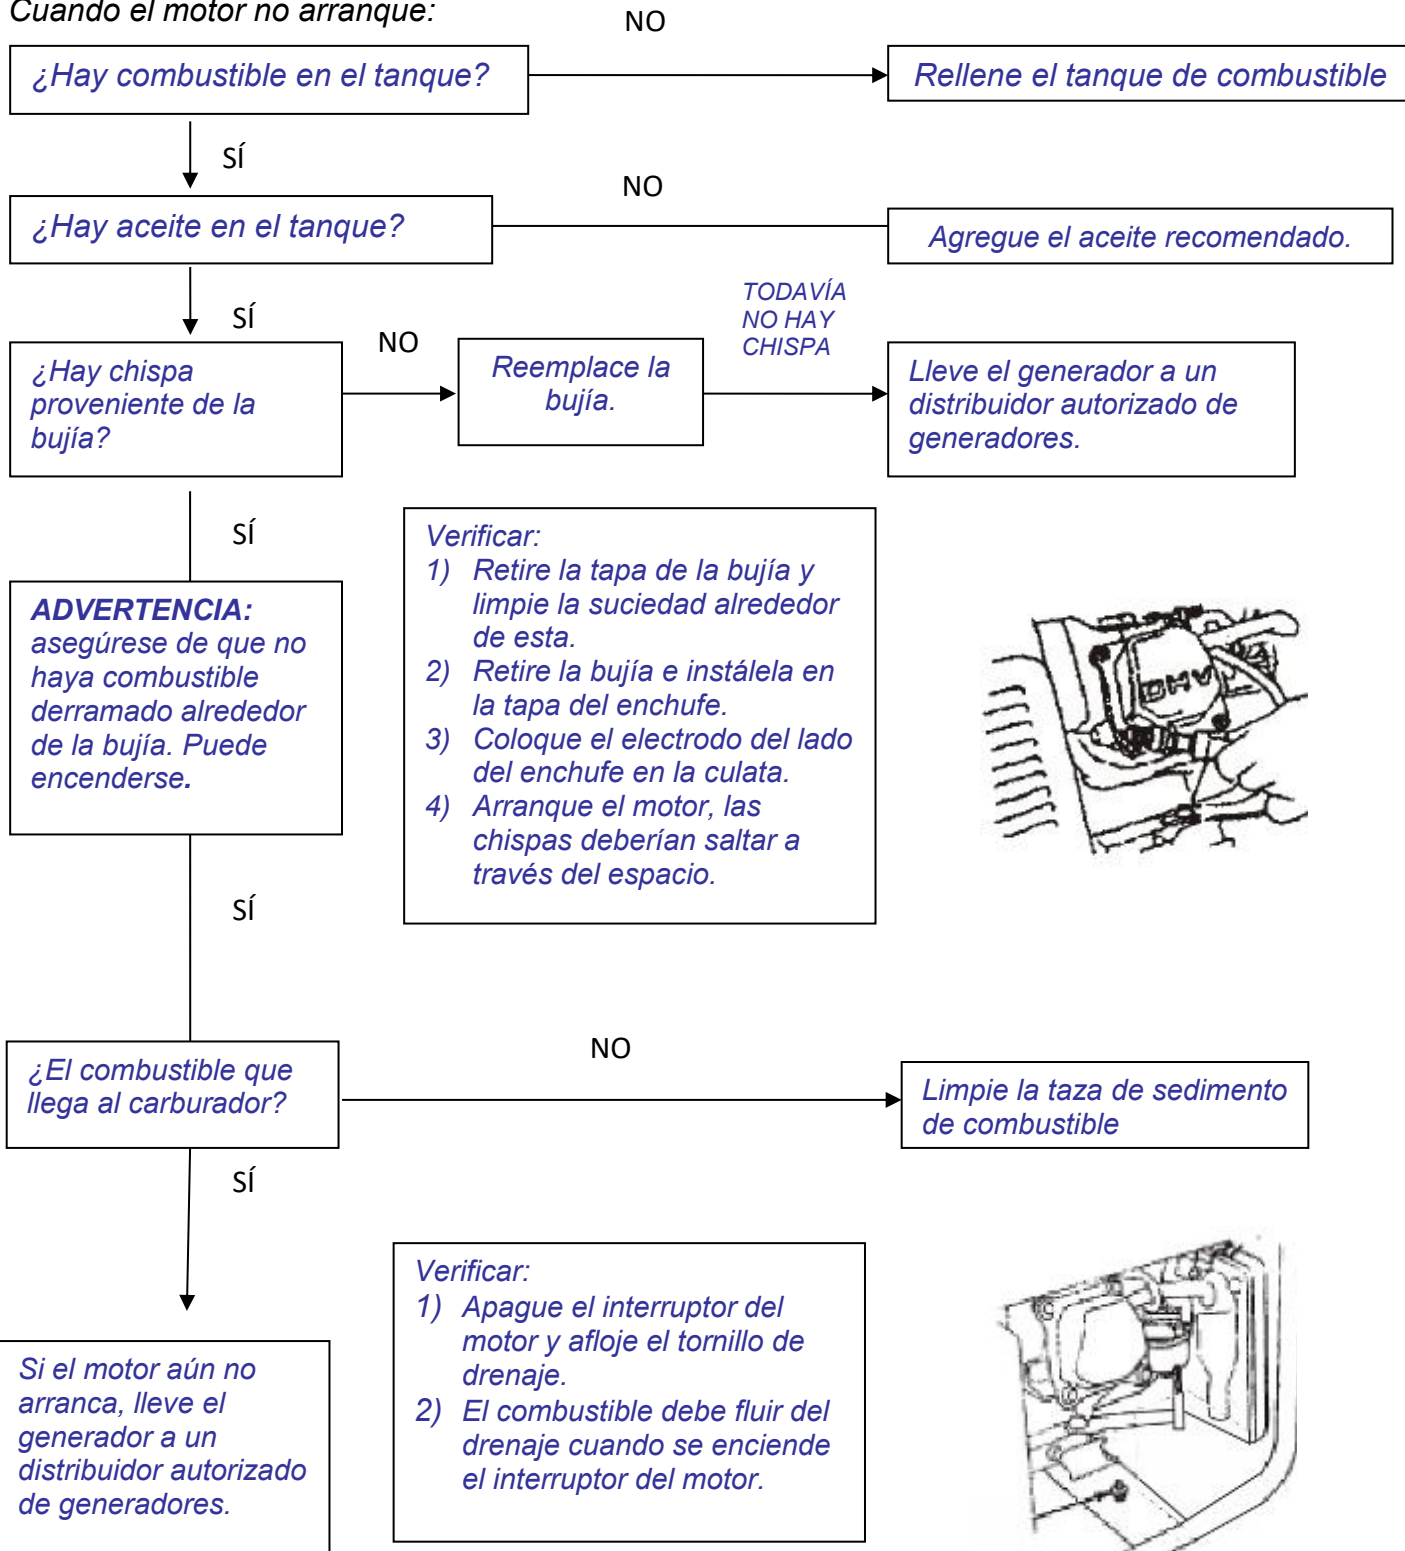 Cuando el motor no arranque:
NO
¿Hay combustible en el tanque?
Rellene el tanque de combustible
SÍ
NO
¿Hay aceite en el tanque?
Agregue el aceite recomendado.
SÍ
NO
TODAVÍA
NO HAY
CHISPA
¿Hay chispa
proveniente de la
bujía?
Reemplace la
bujía.
Lleve el generador a un
distribuidor autorizado de
generadores.
SÍ
ADVERTENCIA:
asegúrese de que no
haya combustible
derramado alrededor
de la bujía. Puede
encenderse.
Verificar:
1) Retire la tapa de la bujía y
limpie la suciedad alrededor
de esta.
2) Retire la bujía e instálela en
la tapa del enchufe.
3) Coloque el electrodo del lado
del enchufe en la culata.
4) Arranque el motor, las
chispas deberían saltar a
través del espacio.
OHV
SÍ
NO
¿El combustible que
llega al carburador?
Limpie la taza de sedimento
de combustible
SÍ
Si el motor aún no
arranca, lleve el
generador a un
distribuidor autorizado
de generadores.
Verificar:
1) Apague el interruptor del
motor y afloje el tornillo de
drenaje.
2) El combustible debe fluir del
drenaje cuando se enciende
el interruptor del motor.